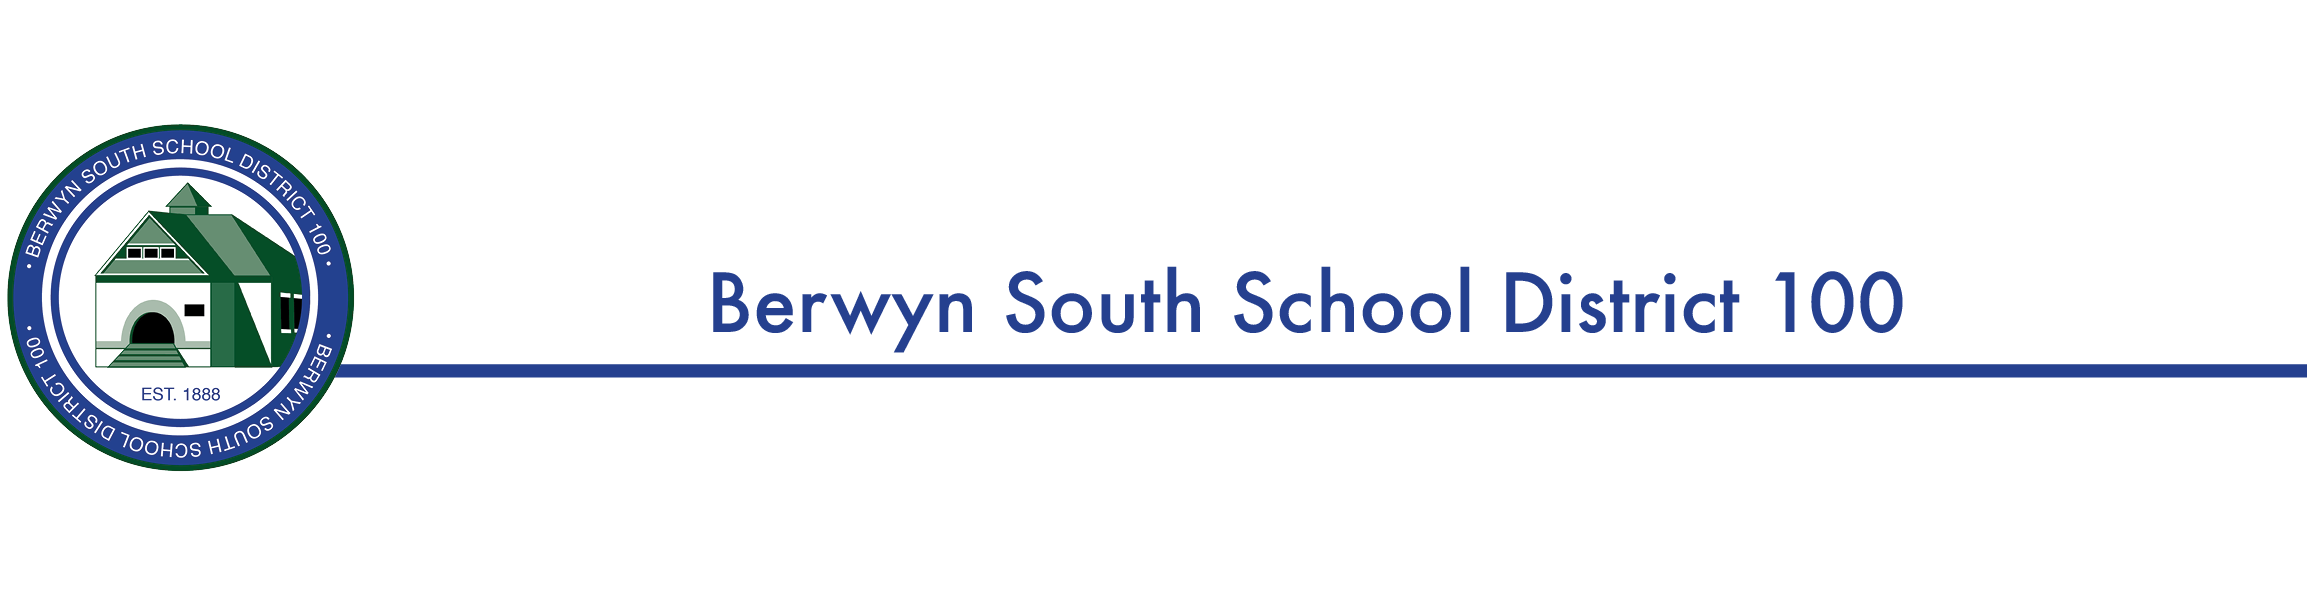 • BERWYN SOUTH SCHOOL DISTRICT 100 •
EST. 1888
• BERWYN SOUTH SCHOOL DISTRICT 100 •
Berwyn South School District 100